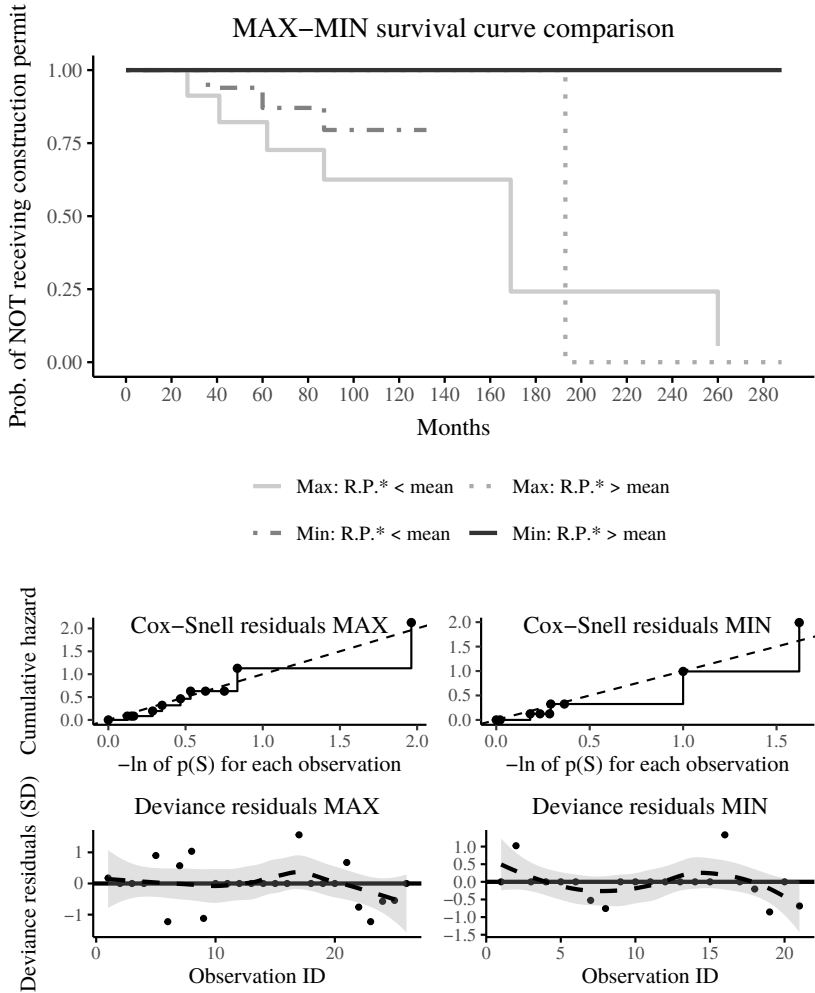 MAX−MIN survival curve comparison
Prob. of NOT receiving construction permit
1.00
0.75
0.50
0.25
0.00
0 20 40 60 80 100 120 140 160 180 200 220 240 260 280
Months
Max: R.P.* < mean Max: R.P.* > mean
Min: R.P.* < mean Min: R.P.* > mean
Cox−Snell residuals MAX
Cumulative hazard
2.0
1.5
1.0
0.5
0.0
0.0 0.5 1.0 1.5 2.0
−ln of p(S) for each observation
Cox−Snell residuals MIN
2.0
1.5
1.0
0.5
0.0
0.0 0.5 1.0 1.5
−ln of p(S) for each observation
Deviance residuals MAX
Deviance residuals (SD)
1
0
−1
0 10 20
Observation ID
Deviance residuals MIN
1.0
0.5
0.0
−0.5
−1.0
−1.5
0 5 10 15 20
Observation ID